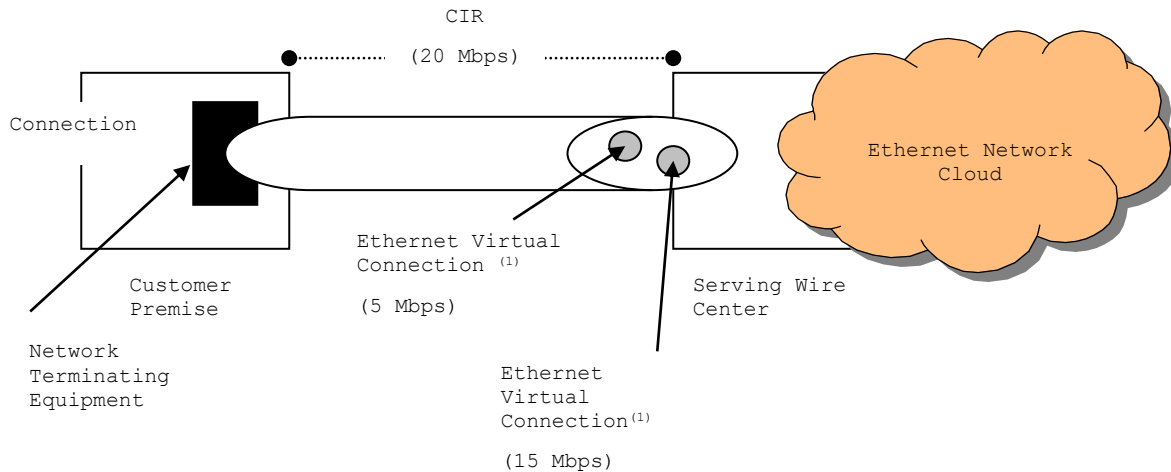 CIR
(20 Mbps)
Connection
Ethernet Network
Cloud
Ethernet Virtual
Connection (1)
(5 Mbps)
Customer
Premise
Serving Wire
Center
Network
Terminating
Equipment
Ethernet
Virtual
Connection(1)
(15 Mbps)